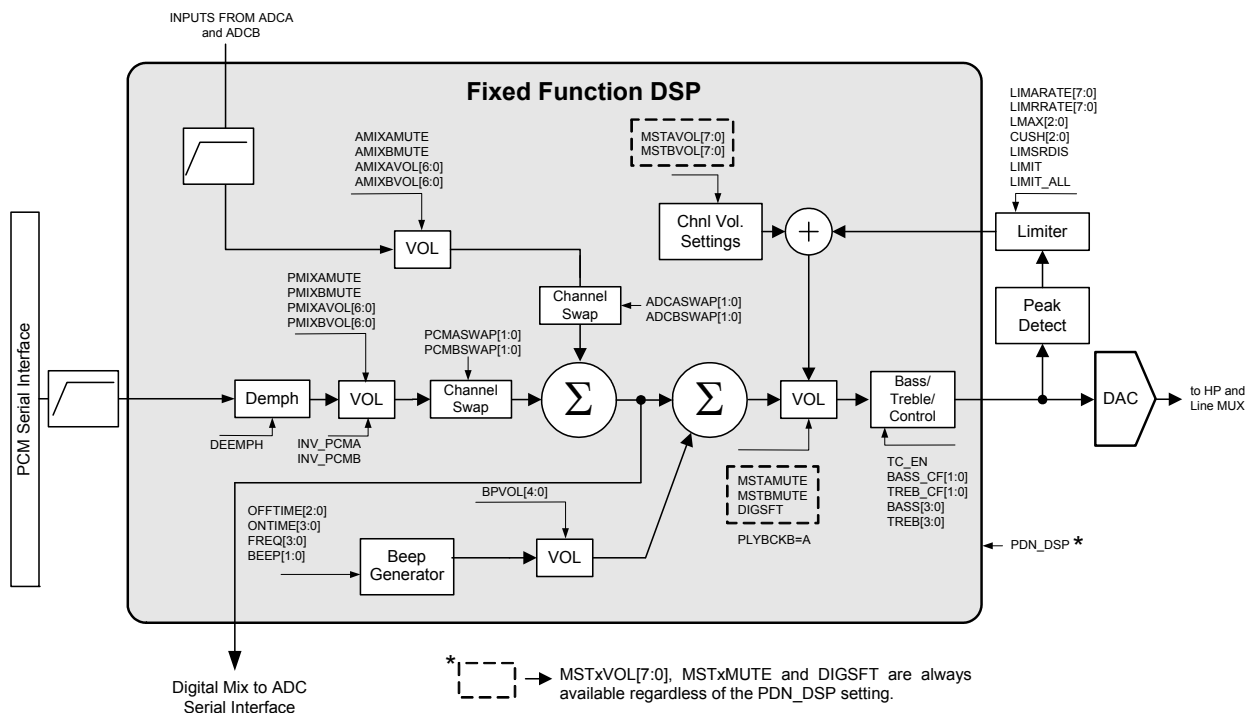 INPUTS FROM ADCA
and ADCB
Fixed Function DSP
LIMARATE[7:0]
LIMRRATE[7:0]
LMAX[2:0]
CUSH[2:0]
LIMSRDIS
LIMIT
LIMIT_ALL
AMIXAMUTE
AMIXBMUTE
AMIXAVOL[6:0]
AMIXBVOL[6:0]
MSTAVOL[7:0]
MSTBVOL[7:0]
Chnl Vol.
Settings
+
Limiter
VOL
PMIXAMUTE
PMIXBMUTE
PMIXAVOL[6:0]
PMIXBVOL[6:0]
Channel
Swap
ADCASWAP[1:0]
ADCBSWAP[1:0]
Peak
Detect
PCMASWAP[1:0]
PCMBSWAP[1:0]
PCM Serial Interface
Demph
VOL
Channel
Swap
Σ
Σ
VOL
Bass/
Treble/
Control
DAC
to HP and
Line MUX
DEEMPH
INV_PCMA
INV_PCMB
TC_EN
BASS_CF[1:0]
TREB_CF[1:0]
BASS[3:0]
TREB[3:0]
MSTAMUTE
MSTBMUTE
DIGSFT
PLYBCKB=A
BPVOL[4:0]
OFFTIME[2:0]
ONTIME[3:0]
FREQ[3:0]
BEEP[1:0]
Beep
Generator
VOL
PDN_DSP *
Digital Mix to ADC
Serial Interface
*
MSTxVOL[7:0], MSTxMUTE and DIGSFT are always
available regardless of the PDN_DSP setting.